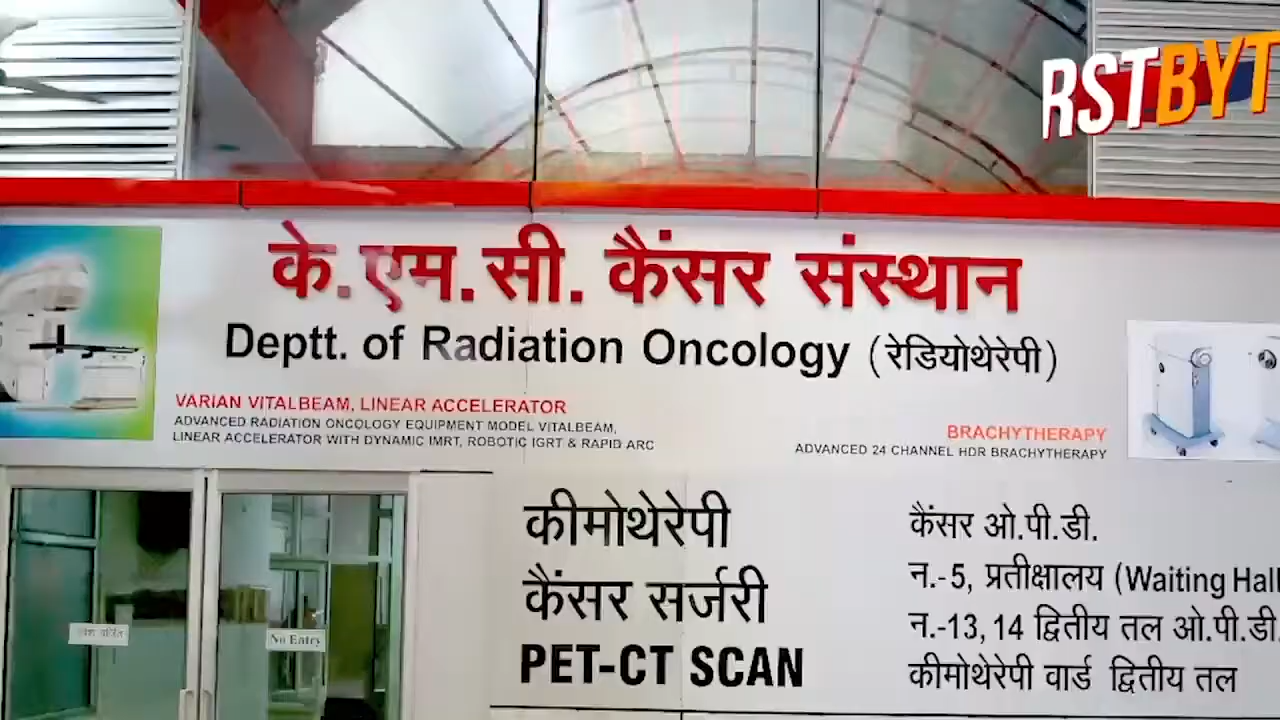 RSTBYT
के.एम.सी. कैंसर संस्थान
Deptt. of Radiation Oncology (रेडियोथेरेपी)
VARIAN VITALBEAM, LINEAR ACCELERATOR
ADVANCED RADIATION ONCOLOGY EQUIPMENT MODEL VITALBEAM,
LINEAR ACCELERATOR WITH DYNAMIC IMRT, ROBOTIC IGRT & RAPID ARC
BRACHYTHERAPY
ADVANCED 24 CHANNEL HDR BRACHYTHERAPY
कीमोथेरेपी
कैंसर सर्जरी
PET-CT SCAN
कैंसर ओ.पी.डी.
न.-5, प्रतीक्षालय (Waiting Hall
न.-13, 14 द्वितीय तल ओ.पी.डी.
कीमोथेरेपी वार्ड द्वितीय तल
No Entry